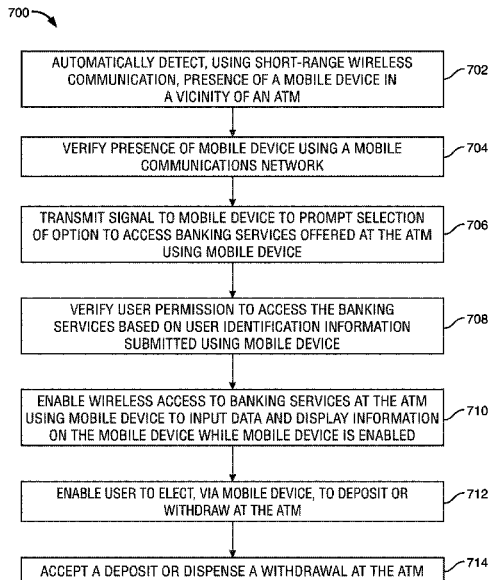 700
AUTOMATICALLY DETECT, USING SHORT-RANGE WIRELESS
COMMUNICATION, PRESENCE OF A MOBILE DEVICE IN
A VICINITY OF AN ATM
702
VERIFY PRESENCE OF MOBILE DEVICE USING A MOBILE
COMMUNICATIONS NETWORK
704
TRANSMIT SIGNAL TO MOBILE DEVICE TO PROMPT SELECTION
OF OPTION TO ACCESS BANKING SERVICES OFFERED AT THE ATM
USING MOBILE DEVICE
706
VERIFY USER PERMISSION TO ACCESS THE BANKING
SERVICES BASED ON USER IDENTIFICATION INFORMATION
SUBMITTED USING MOBILE DEVICE
708
ENABLE WIRELESS ACCESS TO BANKING SERVICES AT THE ATM
USING MOBILE DEVICE TO INPUT DATA AND DISPLAY INFORMATION
ON THE MOBILE DEVICE WHILE MOBILE DEVICE IS ENABLED
710
ENABLE USER TO ELECT, VIA MOBILE DEVICE, TO DEPOSIT OR
WITHDRAW AT THE ATM
712
ACCEPT A DEPOSIT OR DISPENSE A WITHDRAWAL AT THE ATM
714